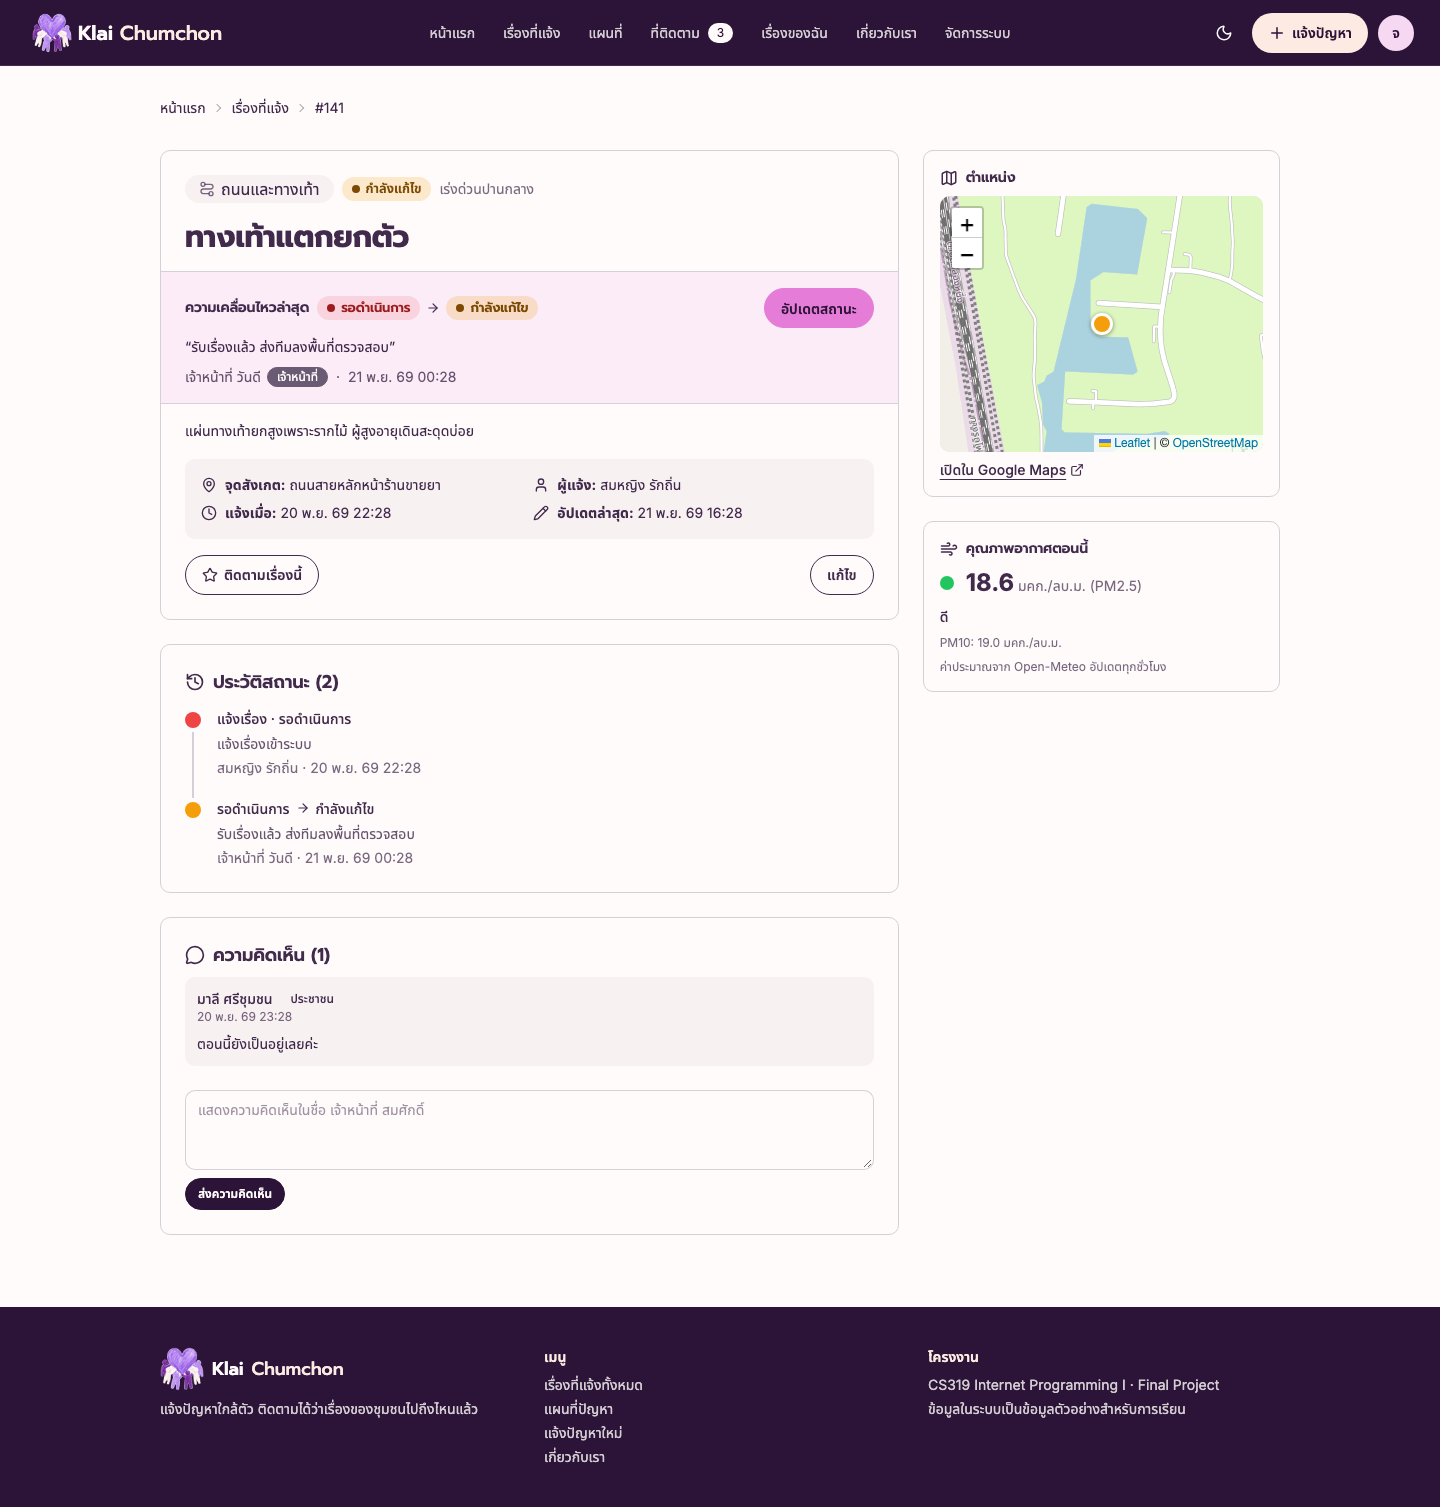 Klai Chumchon
หน้าแรก เรื่องที่แจ้ง แผนที่ ที่ติดตาม 3 เรื่องของฉัน เกี่ยวกับเรา จัดการระบบ
แจ้งปัญหา
จ
หน้าแรก > เรื่องที่แจ้ง > #141
ถนนและทางเท้า กำลังแก้ไข เร่งด่วนปานกลาง
ทางเท้าแตกยกตัว
ความเคลื่อนไหวล่าสุด รอดำเนินการ → กำลังแก้ไข
อัปเดตสถานะ
“รับเรื่องแล้ว ส่งทีมลงพื้นที่ตรวจสอบ”
เจ้าหน้าที่ วันดี เจ้าหน้าที่ · 21 พ.ย. 69 00:28
แผ่นทางเท้ายกสูงเพราะรากไม้ ผู้สูงอายุเดินสะดุดบ่อย
จุดสังเกต: ถนนสายหลักหน้าร้านขายยา
ผู้แจ้ง: สมหญิง รักถิ่น
แจ้งเมื่อ: 20 พ.ย. 69 22:28
อัปเดตล่าสุด: 21 พ.ย. 69 16:28
ติดตามเรื่องนี้
แก้ไข
ประวัติสถานะ (2)
แจ้งเรื่อง · รอดำเนินการ
แจ้งเรื่องเข้าระบบ
สมหญิง รักถิ่น · 20 พ.ย. 69 22:28
รอดำเนินการ → กำลังแก้ไข
รับเรื่องแล้ว ส่งทีมลงพื้นที่ตรวจสอบ
เจ้าหน้าที่ วันดี · 21 พ.ย. 69 00:28
ความคิดเห็น (1)
มาลี ศรีชุมชน ประชาชน
20 พ.ย. 69 23:28
ตอนนี้ยังเป็นอยู่เลยค่ะ
แสดงความคิดเห็นในชื่อ เจ้าหน้าที่ สมศักดิ์
ส่งความคิดเห็น
ตำแหน่ง
+
−
Leaflet | © OpenStreetMap
เปิดใน Google Maps
คุณภาพอากาศตอนนี้
18.6 มคก./ลบ.ม. (PM2.5)
ดี
PM10: 19.0 มคก./ลบ.ม.
ค่าประมาณจาก Open-Meteo อัปเดตทุกชั่วโมง
Klai Chumchon
แจ้งปัญหาใกล้ตัว ติดตามได้ว่าเรื่องของชุมชนไปถึงไหนแล้ว
เมนู
เรื่องที่แจ้งทั้งหมด
แผนที่ปัญหา
แจ้งปัญหาใหม่
เกี่ยวกับเรา
โครงงาน
CS319 Internet Programming I · Final Project
ข้อมูลในระบบเป็นข้อมูลตัวอย่างสำหรับการเรียน